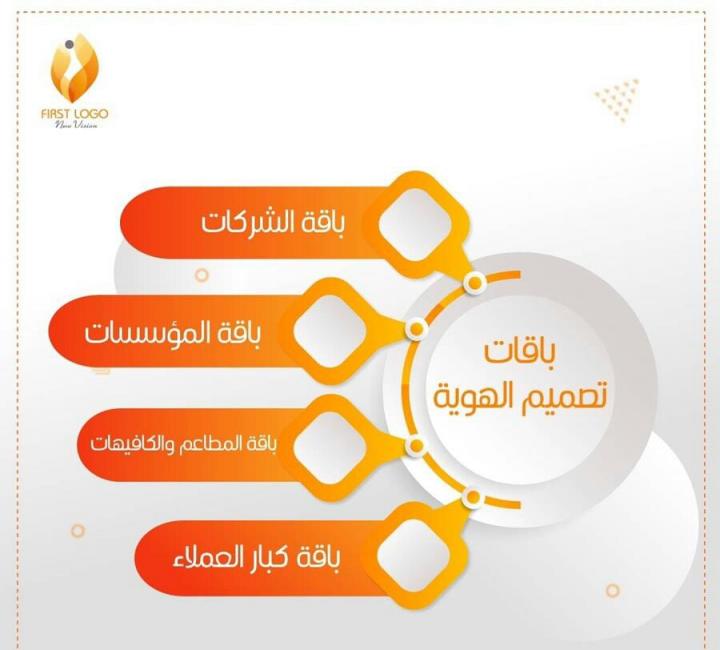 FIRST LOGO
New Vision
باقات
تصميم الهوية
باقة الشركات
باقة المؤسسات
باقة المطاعم والكافيهات
باقة كبار العملاء